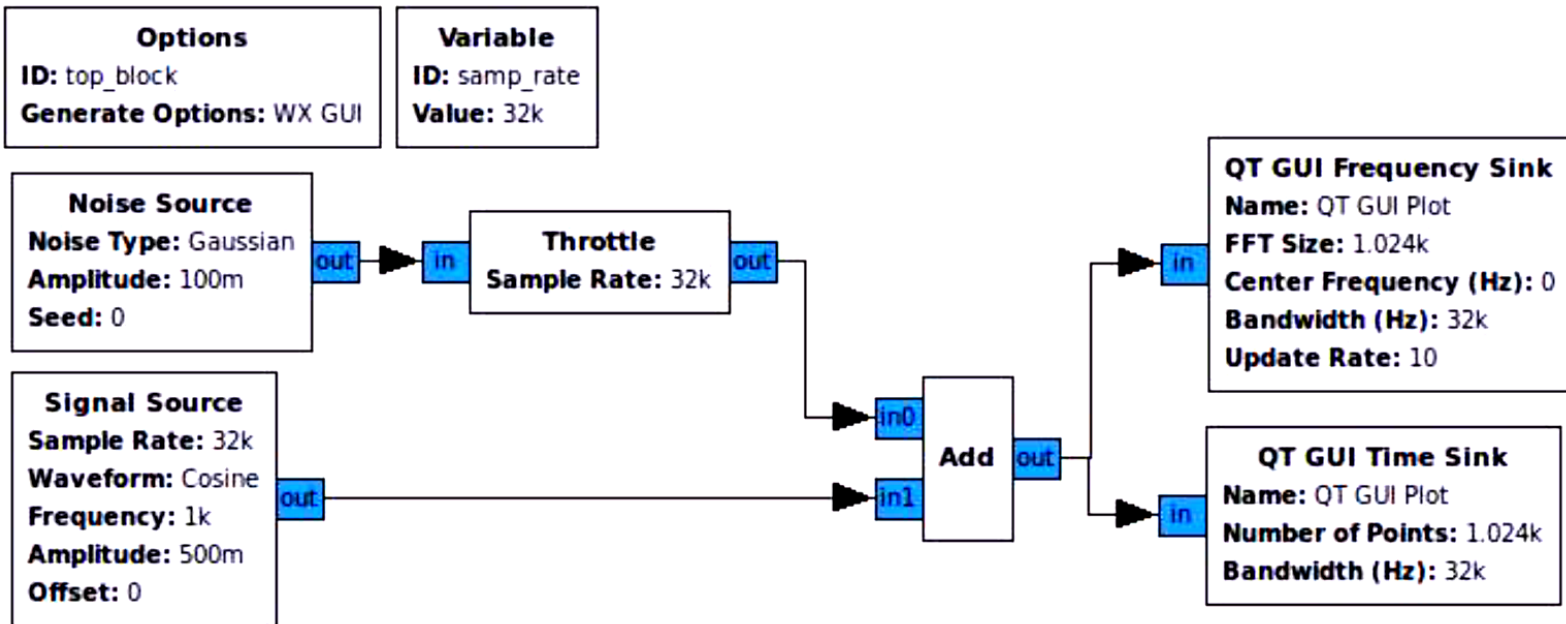 Options
ID: top_block
Generate Options: WX GUI
Variable
ID: samp_rate
Value: 32k
Noise Source
Noise Type: Gaussian
Amplitude: 100m
Seed: 0
out
in
Throttle
Sample Rate: 32k
out
Signal Source
Sample Rate: 32k
Waveform: Cosine
Frequency: 1k
Amplitude: 500m
Offset: 0
out
in0
in1
Add
out
in
QT GUI Frequency Sink
Name: QT GUI Plot
FFT Size: 1.024k
Center Frequency (Hz): 0
Bandwidth (Hz): 32k
Update Rate: 10
in
QT GUI Time Sink
Name: QT GUI Plot
Number of Points: 1.024k
Bandwidth (Hz): 32k